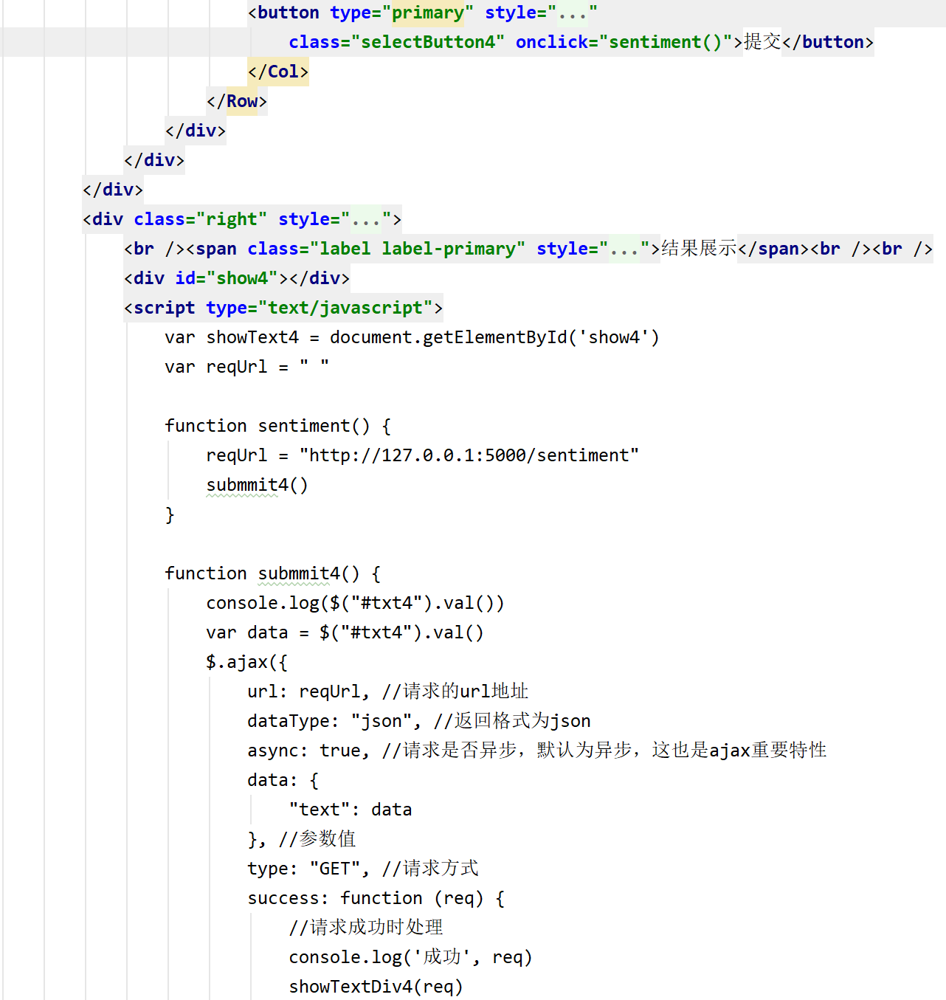 <button type="primary" style="..."
class="selectButton4" onclick="sentiment()">提交</button>
</Col>
</Row>
</div>
</div>
</div>
<div class="right" style="...">
<br /><span class="label label-primary" style="...">结果展示</span><br /><br />
<div id="show4"></div>
<script type="text/javascript">
var showText4 = document.getElementById('show4')
var reqUrl = " "
function sentiment() {
reqUrl = "http://127.0.0.1:5000/sentiment"
submmit4()
}
function submmit4() {
console.log($("#txt4").val())
var data = $("#txt4").val()
$.ajax({
url: reqUrl, //请求的url地址
dataType: "json", //返回格式为json
async: true, //请求是否异步，默认为异步，这也是ajax重要特性
data: {
"text": data
}, //参数值
type: "GET", //请求方式
success: function (req) {
//请求成功时处理
console.log('成功', req)
showTextDiv4(req)